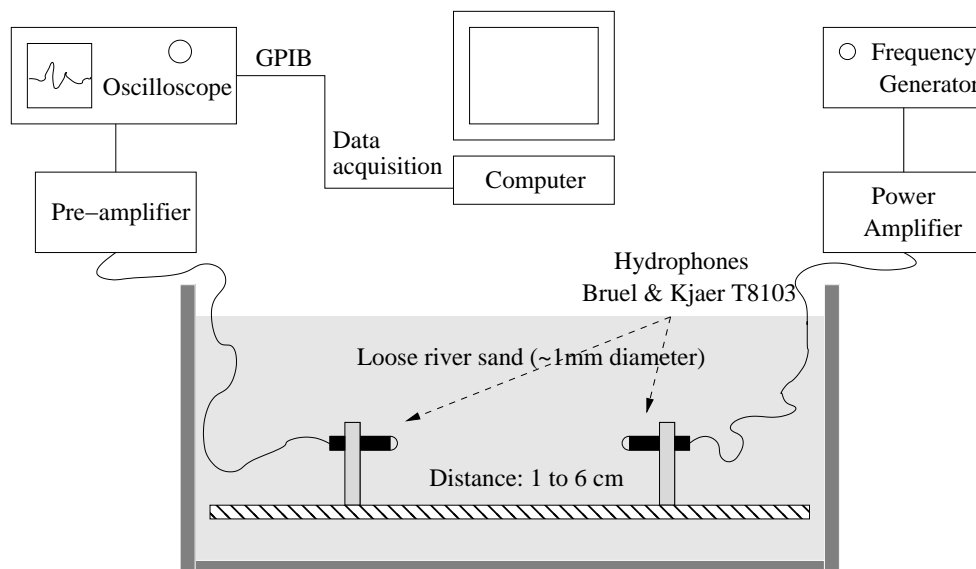 GPIB
Oscilloscope
Frequency
Generator
Data
acquisition
Computer
Pre−amplifier
Power
Amplifier
Hydrophones
Bruel & Kjaer T8103
Loose river sand (~1mm diameter)
Distance: 1 to 6 cm